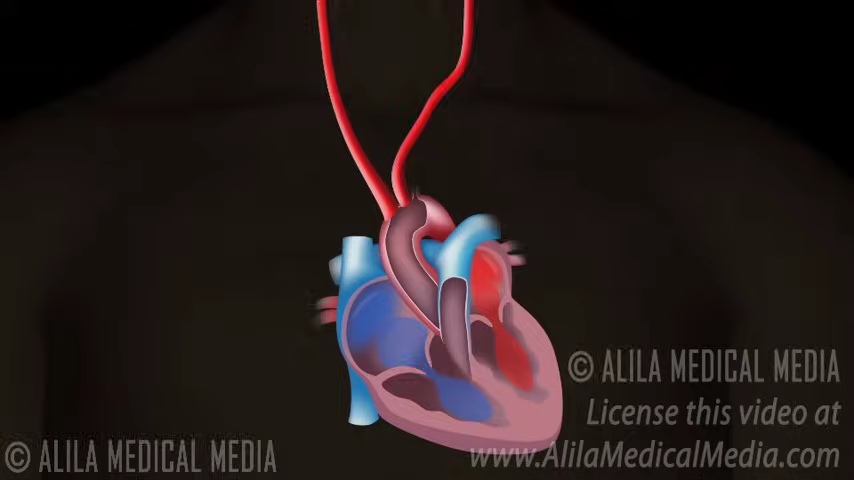 © ALILA MEDICAL MEDIA
License this video at
www.AlilaMedicalMedia.com
© ALILA MEDICAL MEDIA